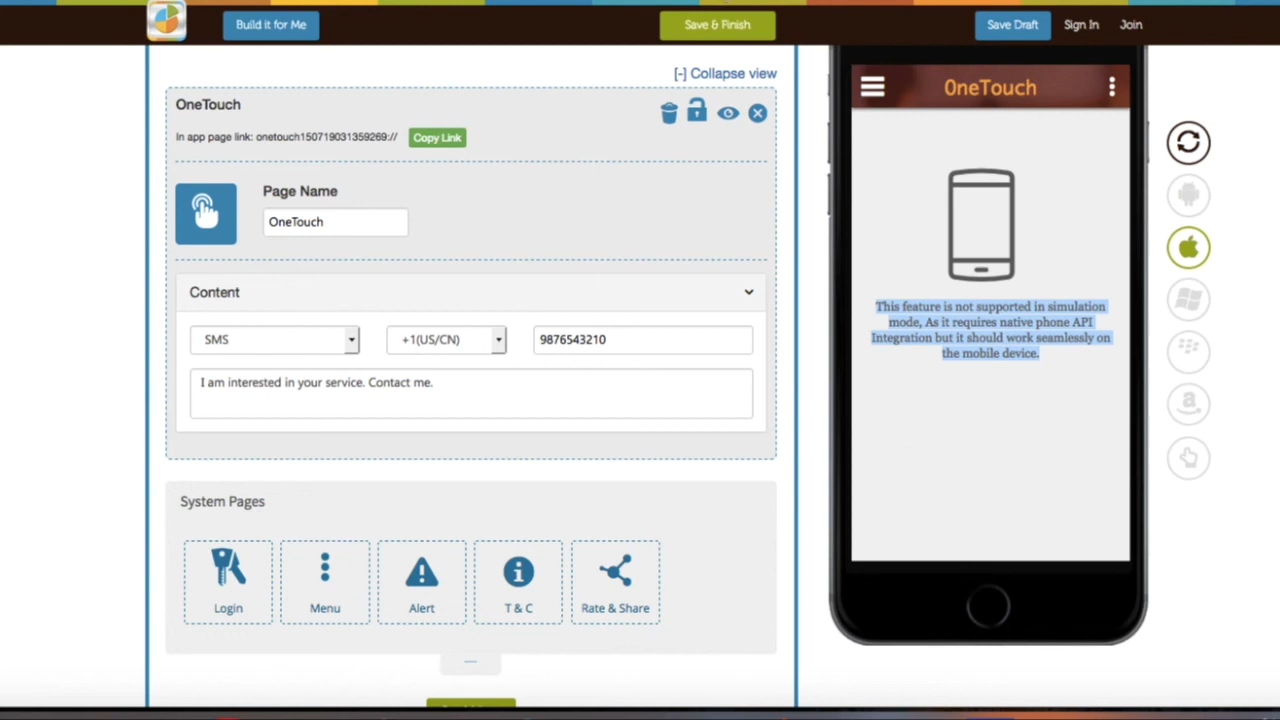 Build it for Me
Save & Finish
Save Draft
Sign In
Join
[-] Collapse view
OneTouch
In app page link: onetouch150719031359269://
Copy Link
Page Name
OneTouch
Content
SMS
+1(US/CN)
9876543210
I am interested in your service. Contact me.
System Pages
Login
Menu
Alert
T & C
Rate & Share
OneTouch
This feature is not supported in simulation
mode, As it requires native phone API
Integration but it should work seamlessly on
the mobile device.